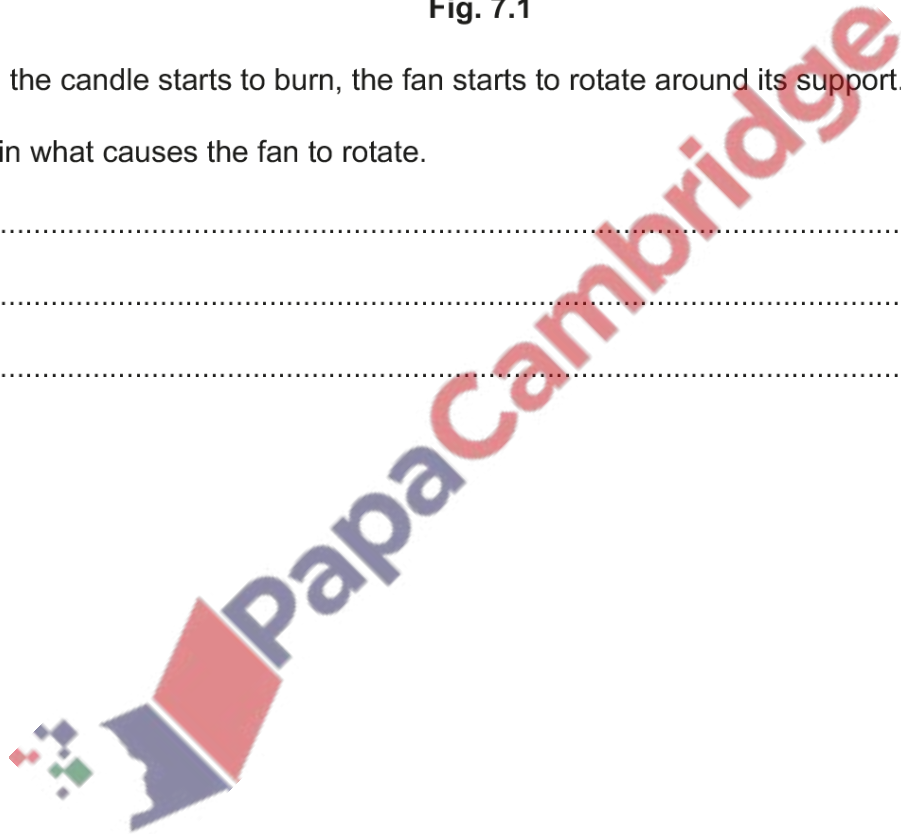 Fig. 7.1
the candle starts to burn, the fan starts to rotate around its support.
in what causes the fan to rotate.
....................................................................................................
....................................................................................................
....................................................................................................
PapaCambridge